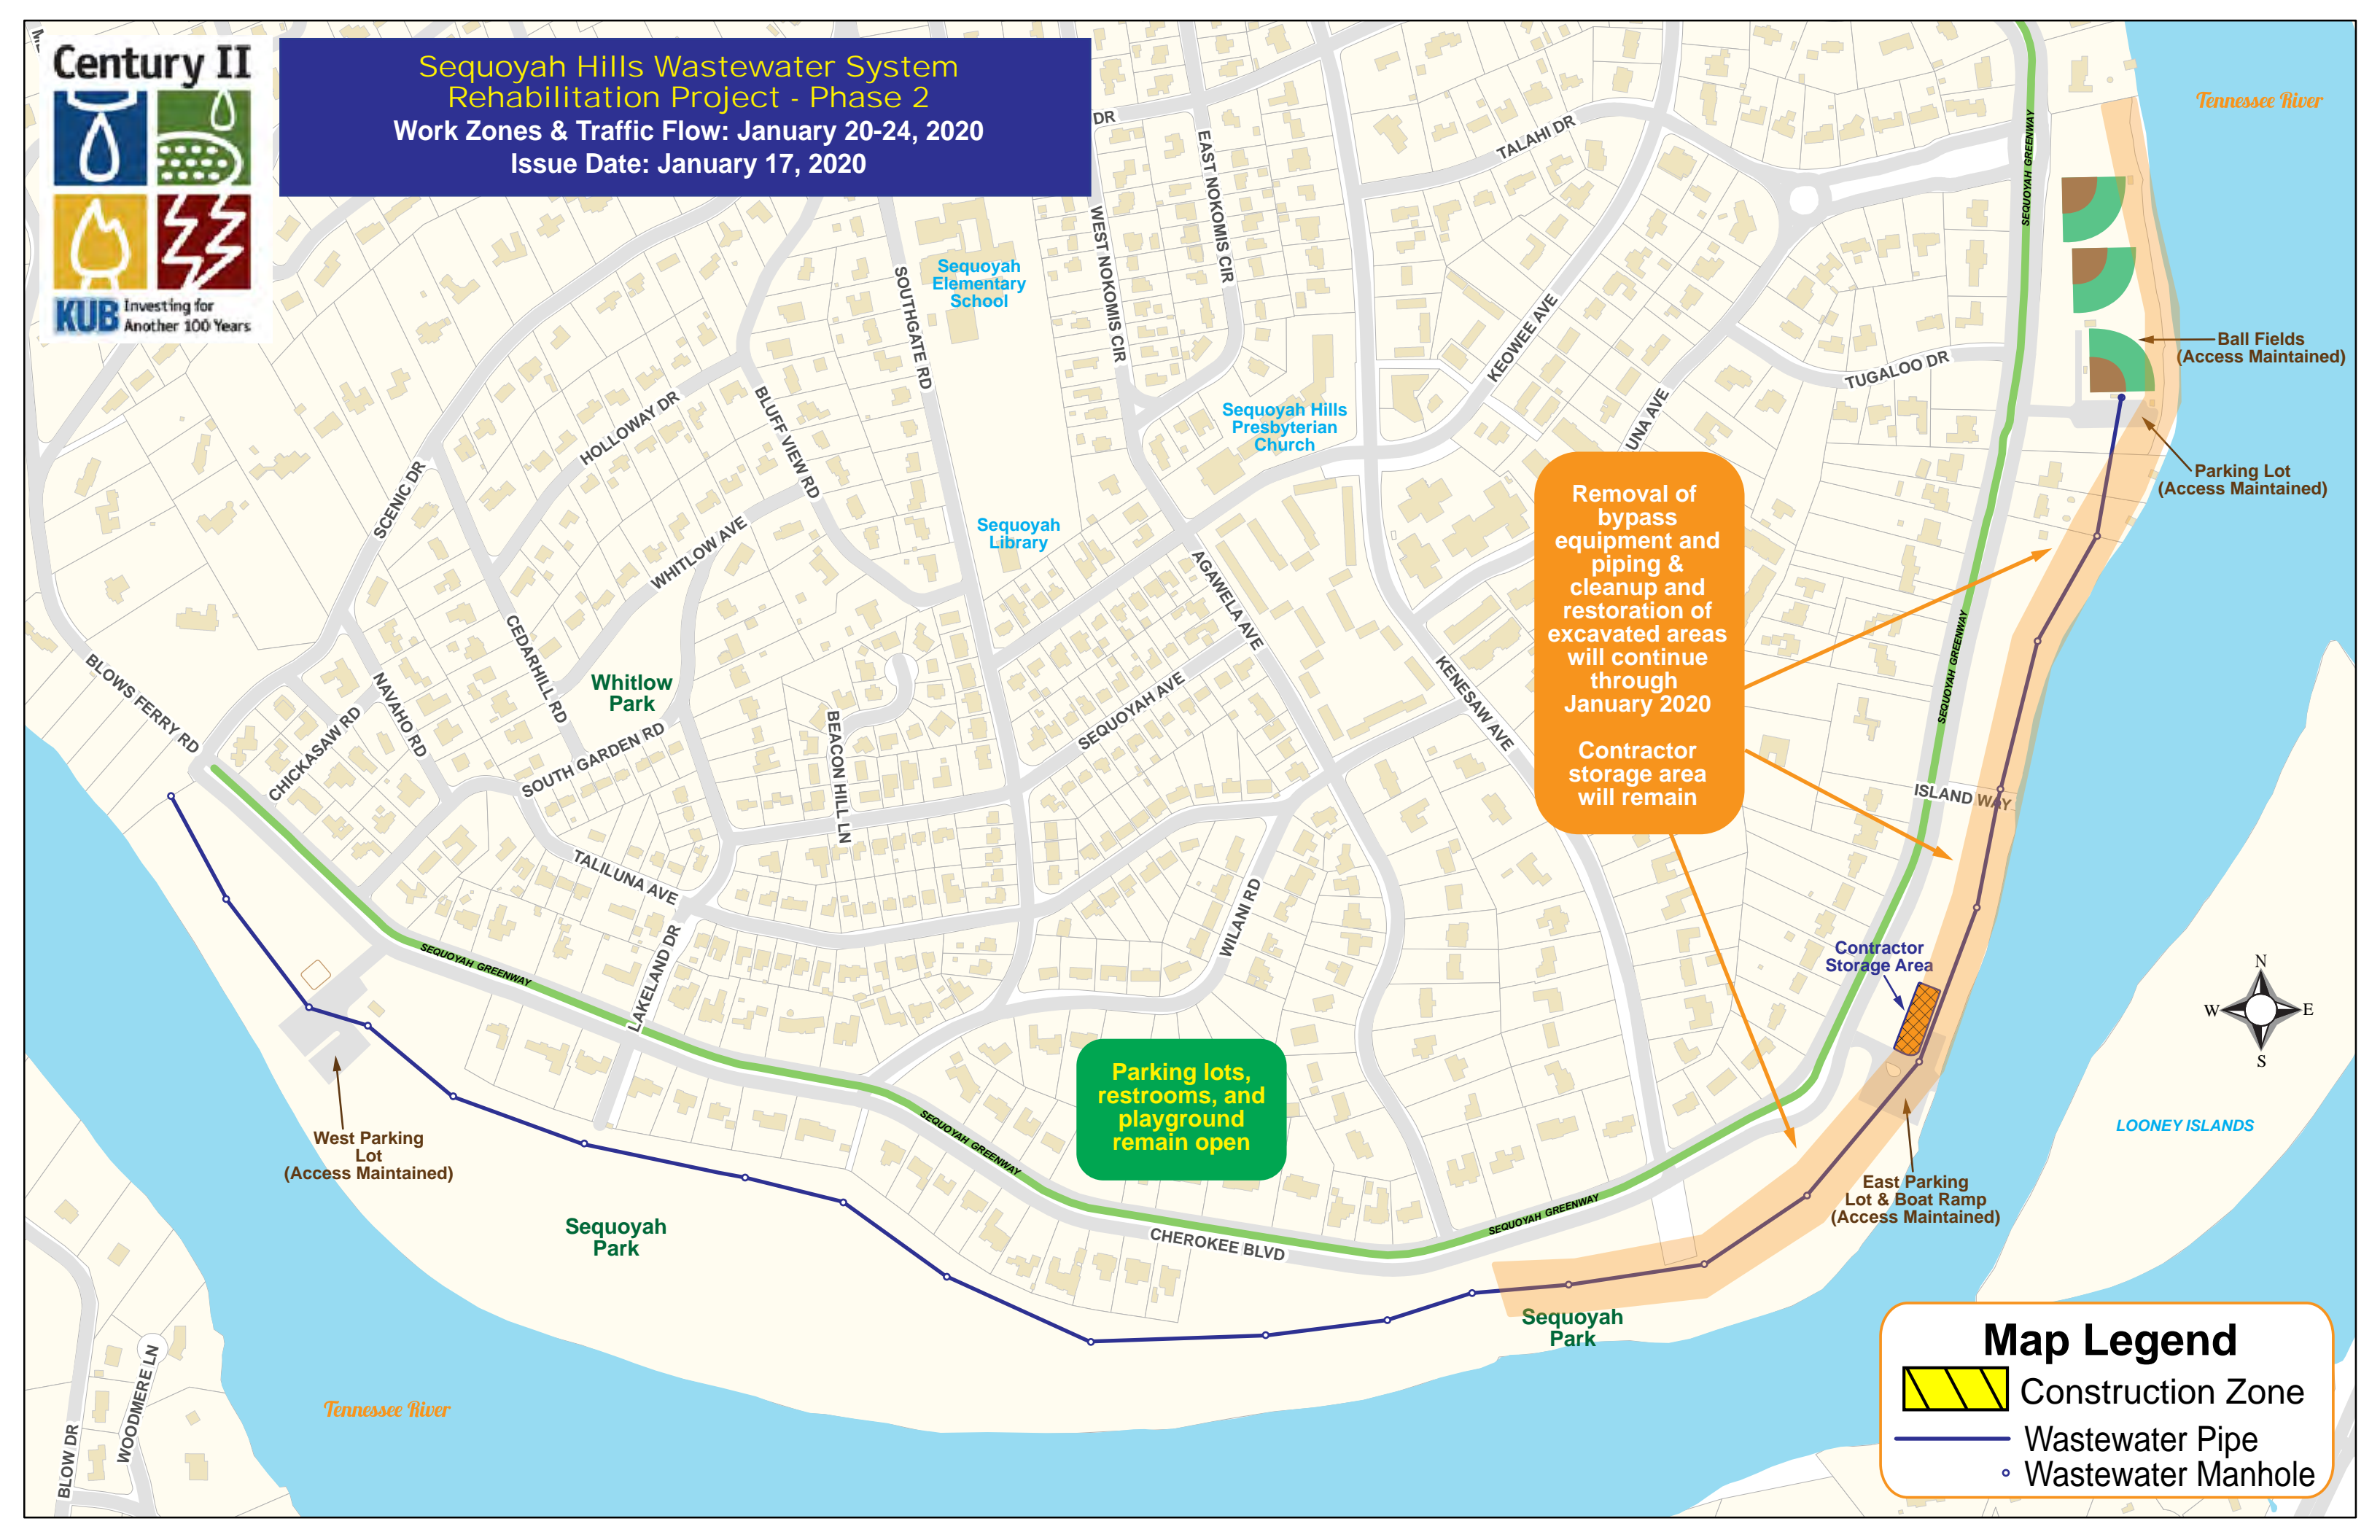 Century II
KUB Investing for
Another 100 Years
Sequoyah Hills Wastewater System
Rehabilitation Project - Phase 2
Work Zones & Traffic Flow: January 20-24, 2020
Issue Date: January 17, 2020
DR
EAST NOKOMIS CIR
WEST NOKOMIS CIR
TALAHI DR
SEQUOYAH GREENWAY
Tennessee River
SOUTHGATE RD
Sequoyah
Elementary
School
KEOWEE AVE
TUGALOO DR
Ball Fields
(Access Maintained)
HOLLOWAY DR
BLUFF VIEW RD
Sequoyah Hills
Presbyterian
Church
UNA AVE
Parking Lot
(Access Maintained)
SCENIC DR
WHITLOW AVE
Sequoyah
Library
AGAWELA AVE
Removal of
bypass
equipment and
piping &
cleanup and
restoration of
excavated areas
will continue
through
January 2020
Contractor
storage area
will remain
BLOWS FERRY RD
CHICKASAW RD
NAVAHO RD
CEDARHILL RD
Whitlow
Park
SOUTH GARDEN RD
BEACON HILL LN
SEQUOYAH AVE
KENESAW AVE
SEQUOYAH GREENWAY
ISLAND WAY
TALILUNA AVE
LAKELAND DR
WILANI RD
SEQUOYAH GREENWAY
Contractor
Storage Area
N
W
E
S
Parking lots,
restrooms, and
playground
remain open
West Parking
Lot
(Access Maintained)
SEQUOYAH GREENWAY
LOONEY ISLANDS
East Parking
Lot & Boat Ramp
(Access Maintained)
Sequoyah
Park
CHEROKEE BLVD
SEQUOYAH GREENWAY
Sequoyah
Park
Tennessee River
WOODMERE LN
BLOW DR
Map Legend
Construction Zone
Wastewater Pipe
Wastewater Manhole